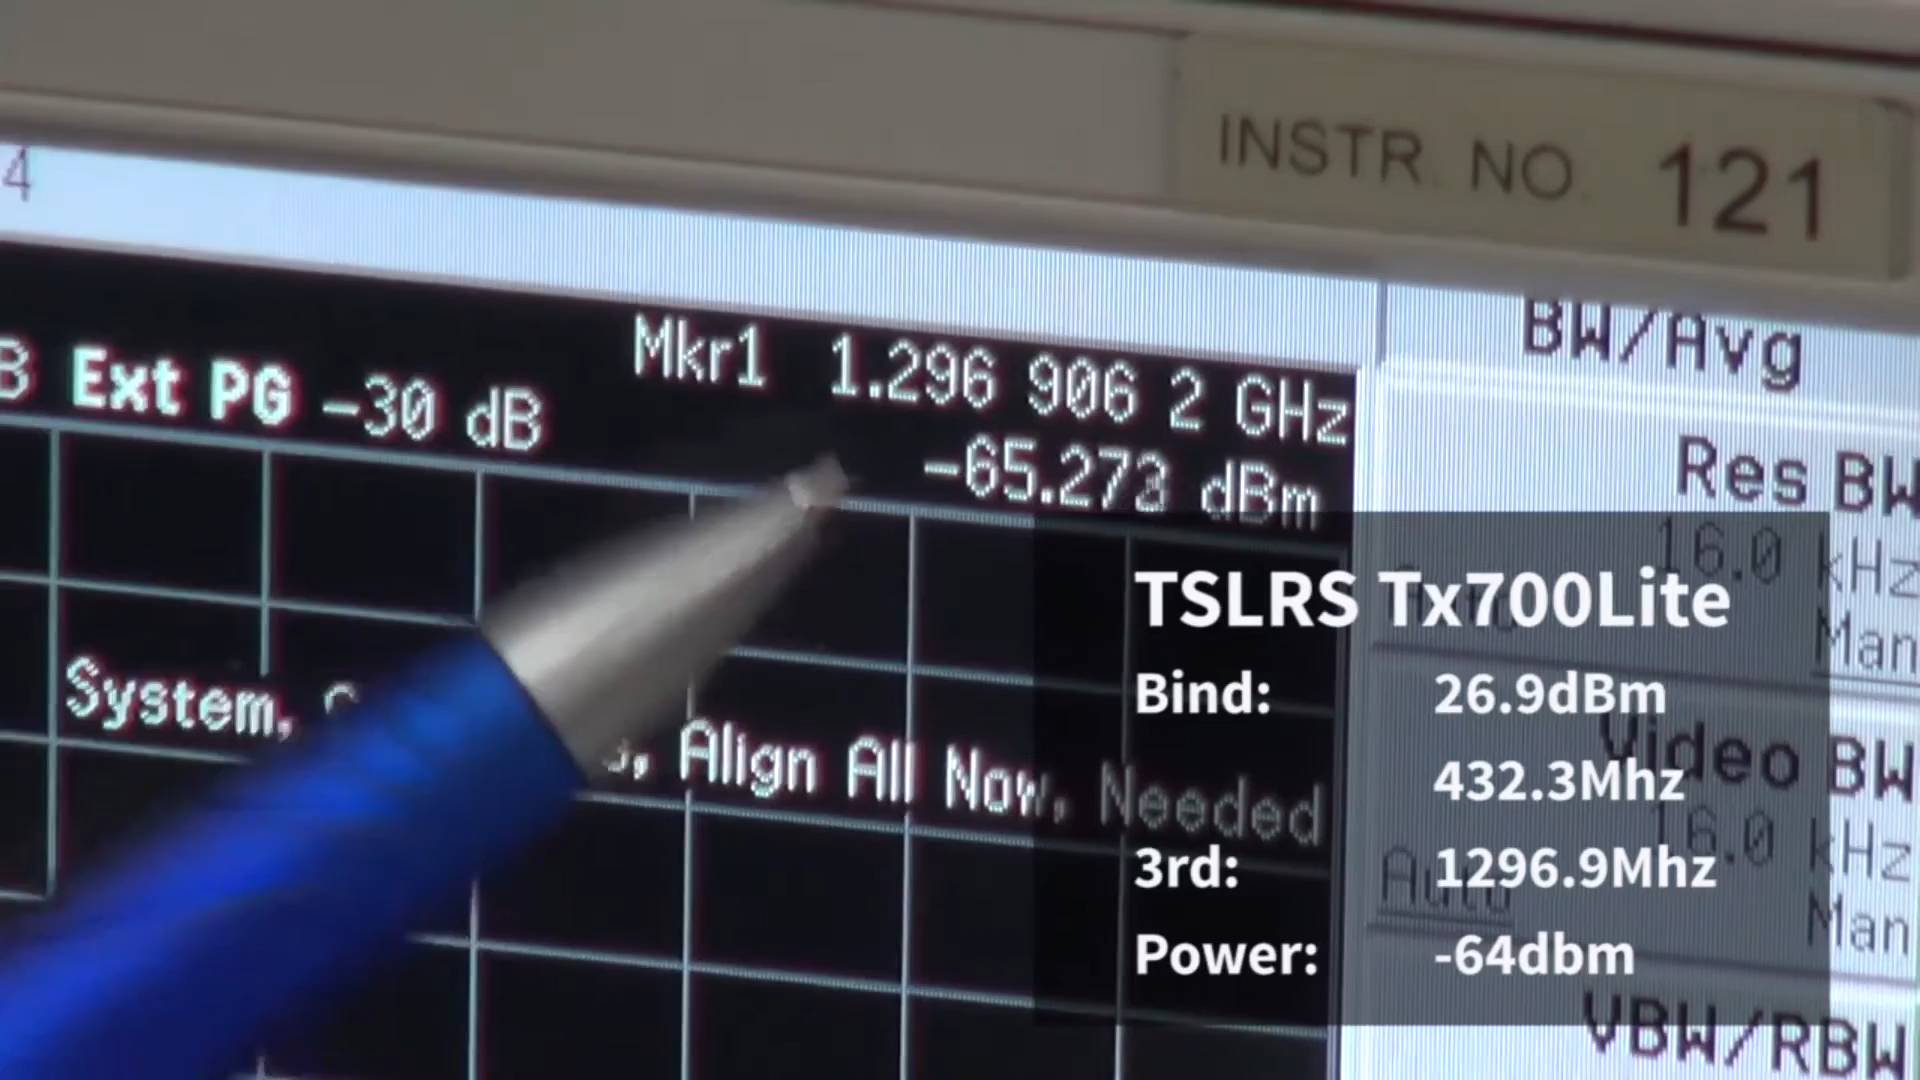 INSTR. NO. 121
4
BW/Avg
Mkr1 1.296 906 2 GHz
B Ext PG -30 dB
-65.273 dBm
Res BW
16.0 kHz
Man
TSLRS Tx700Lite
Bind: 26.9dBm
432.3Mhz
3rd: 1296.9Mhz
Power: -64dbm
System,
, Align All Now, Needed
Video BW
16.0 kHz
Auto
Man
VBW/RBW